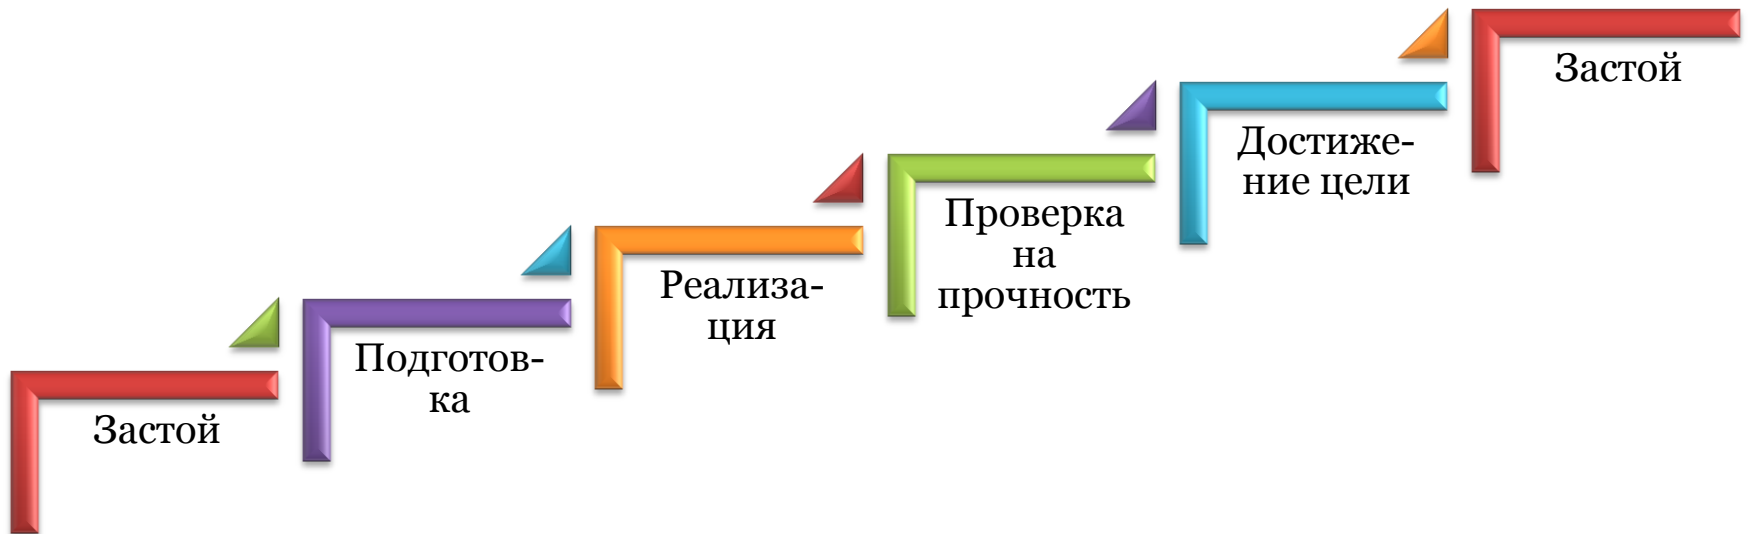 Застой
Подготов-
ка
Реализа-
ция
Проверка
на
прочность
Достиже-
ние цели
Застой